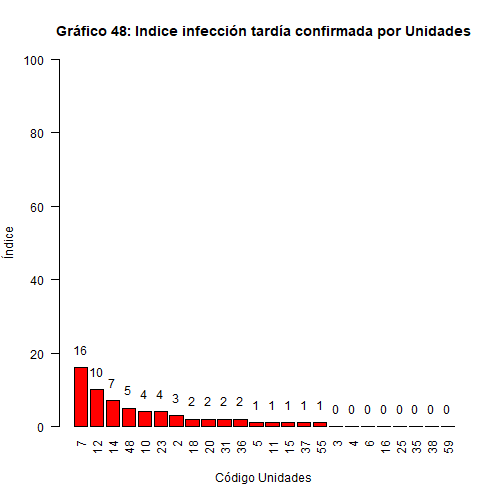 Gráfico 48: Indice infección tardía confirmada por Unidades
Índice
100
80
60
40
20
0
16 10 7 5 4 4 3 2 2 2 2 1 1 1 1 1 0 0 0 0 0 0 0 0
7 12 14 48 10 23 2 18 20 31 36 5 11 15 37 55 3 4 6 16 25 35 38 59
Código Unidades